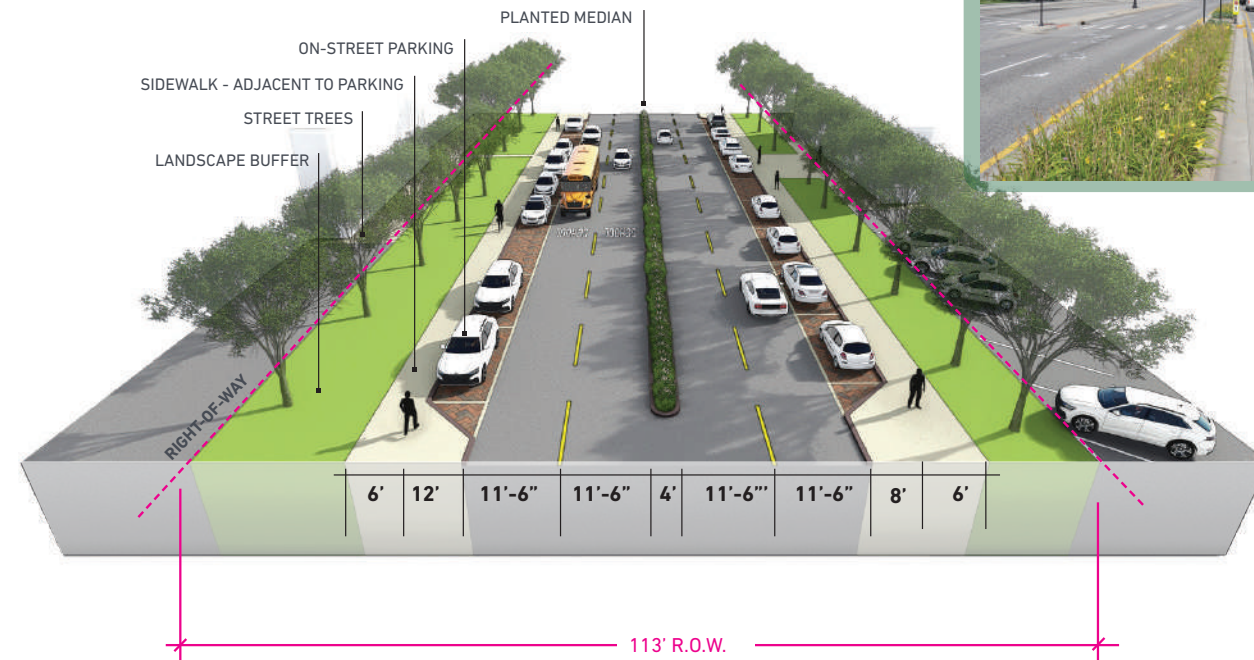 PLANTED MEDIAN
ON-STREET PARKING
SIDEWALK - ADJACENT TO PARKING
STREET TREES
LANDSCAPE BUFFER
RIGHT-OF-WAY
6’ 12’ 11’-6” 11’-6” 4’ 11’-6”’ 11’-6” 8’ 6’
113’ R.O.W.